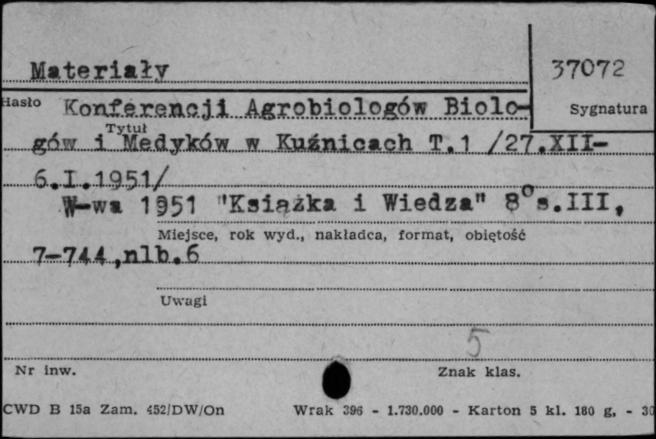 Materiały
37072
Hasło
Konferencji Agrobiologów Biolo-
Sygnatura
Tytuł
gów i Medyków w Kuźnicach T.1 /27.XII-
6.I.1951/
W-wa 1951 "Książka i Wiedza" 8⁰s.III,
Miejsce, rok wyd., nakładca, format, objętość
7-744,nlb.6
Uwagi
5
Nr inw.
Znak klas.
CWD B 15a Zam. 452/DW/On
Wrak 396 - 1.730.000 - Karton 5 kl. 180 g, - 30